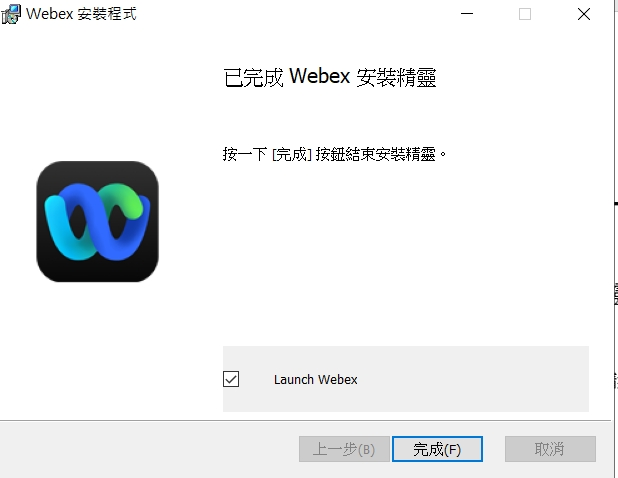 Webex 安裝程式
已完成 Webex 安裝精靈
按一下 [完成] 按鈕結束安裝精靈。
Launch Webex
上一步(B) 完成(F) 取消